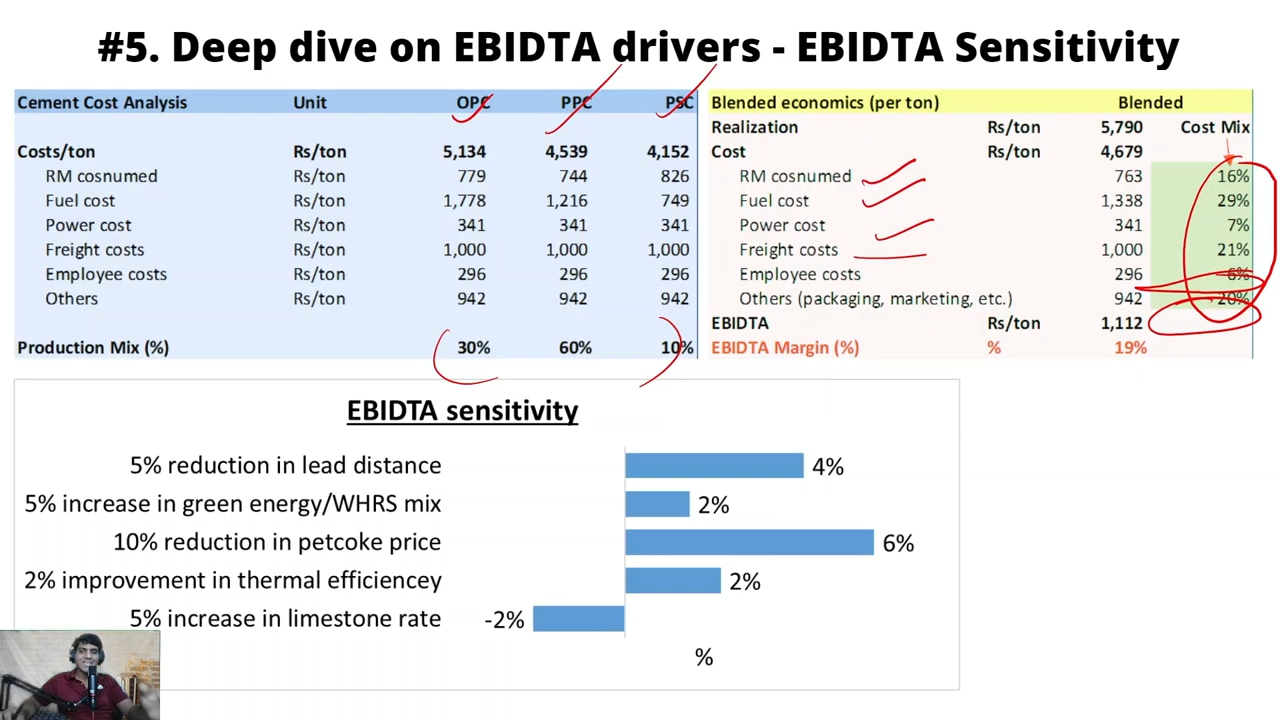 #5. Deep dive on EBIDTA drivers - EBIDTA Sensitivity
Cement Cost Analysis Unit OPC PPC PSC
Costs/ton Rs/ton 5,134 4,539 4,152
RM cosnumed Rs/ton 779 744 826
Fuel cost Rs/ton 1,778 1,216 749
Power cost Rs/ton 341 341 341
Freight costs Rs/ton 1,000 1,000 1,000
Employee costs Rs/ton 296 296 296
Others Rs/ton 942 942 942
Production Mix (%) 30% 60% 10%
Blended economics (per ton) Blended
Realization Rs/ton 5,790 Cost Mix
Cost Rs/ton 4,679
RM cosnumed 763 16%
Fuel cost 1,338 29%
Power cost 341 7%
Freight costs 1,000 21%
Employee costs 296 6%
Others (packaging, marketing, etc.) 942 20%
EBIDTA Rs/ton 1,112
EBIDTA Margin (%) % 19%
EBIDTA sensitivity
5% reduction in lead distance 4%
5% increase in green energy/WHRS mix 2%
10% reduction in petcoke price 6%
2% improvement in thermal efficiencey 2%
5% increase in limestone rate -2%
%